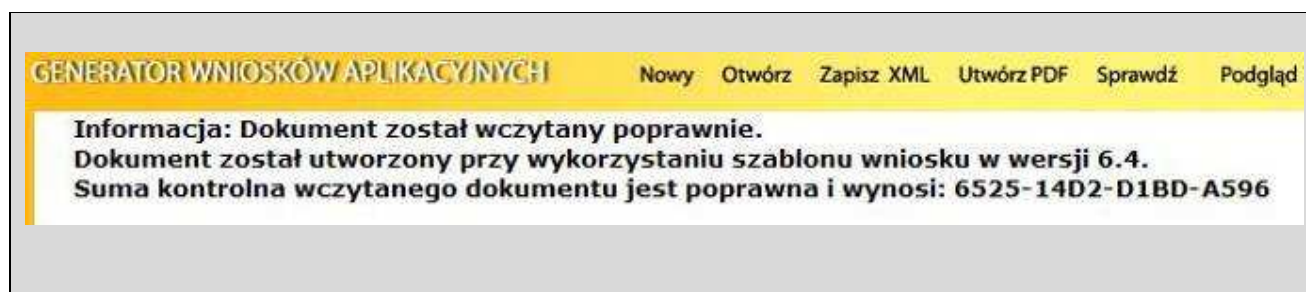 GENERATOR WNIOSKÓW APLIKACYJNYCH Nowy Otwórz Zapisz XML Utwórz PDF Sprawdź Podgląd
Informacja: Dokument został wczytany poprawnie.
Dokument został utworzony przy wykorzystaniu szablonu wniosku w wersji 6.4.
Suma kontrolna wczytanego dokumentu jest poprawna i wynosi: 6525-14D2-D1BD-A596